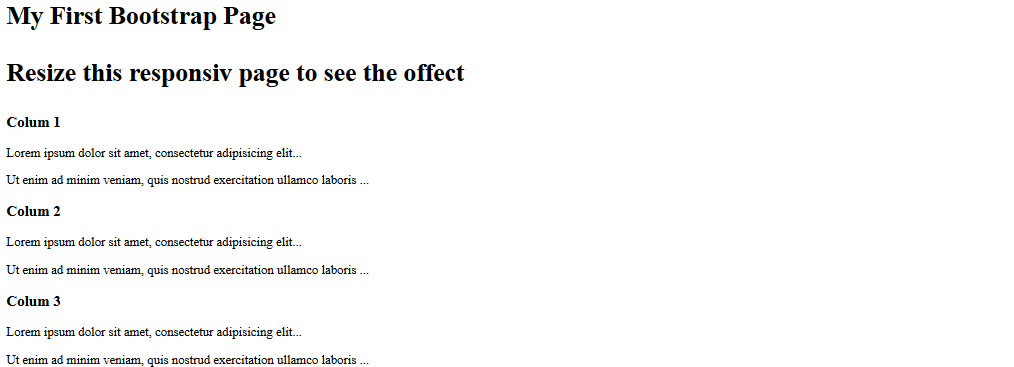 My First Bootstrap Page
Resize this responsiv page to see the offect
Colum 1
Lorem ipsum dolor sit amet, consectetur adipisicing elit...
Ut enim ad minim veniam, quis nostrud exercitation ullamco laboris ...
Colum 2
Lorem ipsum dolor sit amet, consectetur adipisicing elit...
Ut enim ad minim veniam, quis nostrud exercitation ullamco laboris ...
Colum 3
Lorem ipsum dolor sit amet, consectetur adipisicing elit...
Ut enim ad minim veniam, quis nostrud exercitation ullamco laboris ...